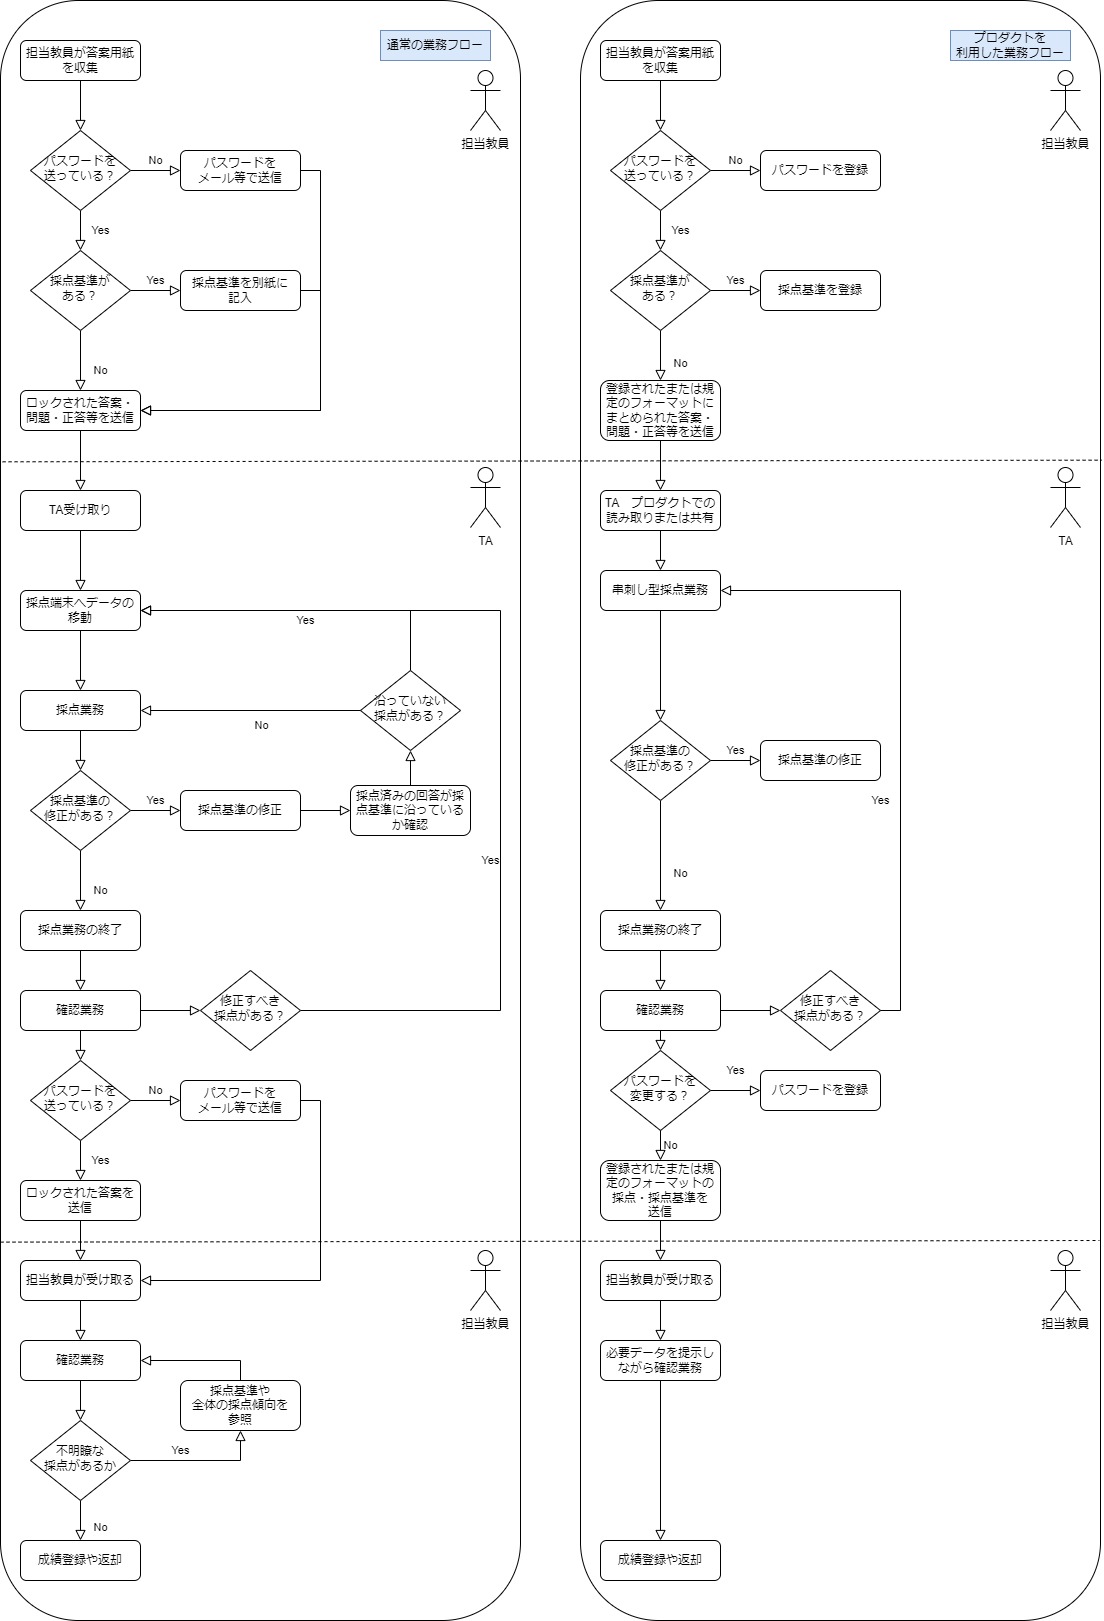 通常の業務フロー
担当教員が答案用紙
を収集
担当教員
パスワードを
送っている？
No
パスワードを
メール等で送信
Yes
採点基準が
ある？
Yes
採点基準を別紙に
記入
No
ロックされた答案・
問題・正答等を送信
TA受け取り
TA
採点端末へデータの
移動
Yes
採点業務
No
沿っていない
採点がある？
採点基準の
修正がある？
Yes
採点基準の修正
採点済みの回答が採
点基準に沿っている
か確認
Yes
No
採点業務の終了
確認業務
修正すべき
採点がある？
パスワードを
送っている？
No
パスワードを
メール等で送信
Yes
ロックされた答案を
送信
担当教員が受け取る
担当教員
確認業務
採点基準や
全体の採点傾向を
参照
不明瞭な
採点があるか
Yes
No
成績登録や返却
プロダクトを
利用した業務フロー
担当教員が答案用紙
を収集
担当教員
パスワードを
送っている？
No
パスワードを登録
Yes
採点基準が
ある？
Yes
採点基準を登録
No
登録されたまたは規
定のフォーマットに
まとめられた答案・
問題・正答等を送信
TA　プロダクトでの
読み取りまたは共有
TA
串刺し型採点業務
採点基準の
修正がある？
Yes
採点基準の修正
Yes
No
採点業務の終了
確認業務
修正すべき
採点がある？
パスワードを
変更する？
Yes
パスワードを登録
No
登録されたまたは規
定のフォーマットの
採点・採点基準を
送信
担当教員が受け取る
担当教員
必要データを提示し
ながら確認業務
成績登録や返却